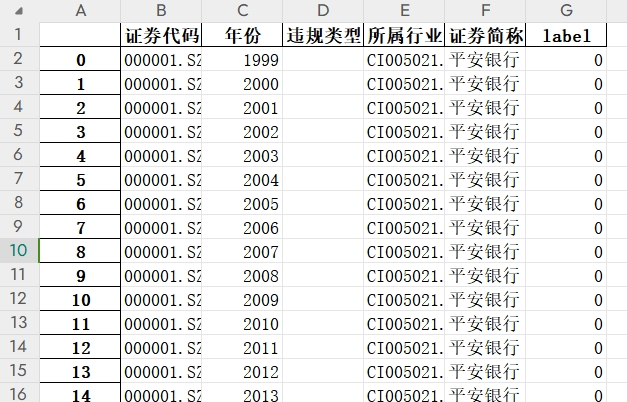 A B C D E F G
1 证券代码 年份 违规类型 所属行业 证券简称 label
2 0 000001.SZ 1999 CI005021. 平安银行 0
3 1 000001.SZ 2000 CI005021. 平安银行 0
4 2 000001.SZ 2001 CI005021. 平安银行 0
5 3 000001.SZ 2002 CI005021. 平安银行 0
6 4 000001.SZ 2003 CI005021. 平安银行 0
7 5 000001.SZ 2004 CI005021. 平安银行 0
8 6 000001.SZ 2005 CI005021. 平安银行 0
9 7 000001.SZ 2006 CI005021. 平安银行 0
10 8 000001.SZ 2007 CI005021. 平安银行 0
11 9 000001.SZ 2008 CI005021. 平安银行 0
12 10 000001.SZ 2009 CI005021. 平安银行 0
13 11 000001.SZ 2010 CI005021. 平安银行 0
14 12 000001.SZ 2011 CI005021. 平安银行 0
15 13 000001.SZ 2012 CI005021. 平安银行 0
16 14 000001.SZ 2013 CI005021. 平安银行 0